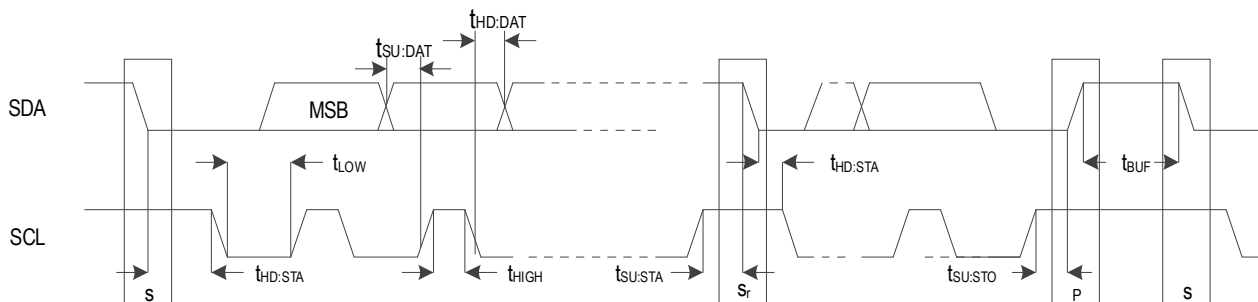 tHD:DAT
tSU:DAT
SDA
MSB
tLOW
tHD:STA
tBUF
SCL
tHD:STA
tHIGH
tSU:STA
tSU:STO
S
Sr
P
S